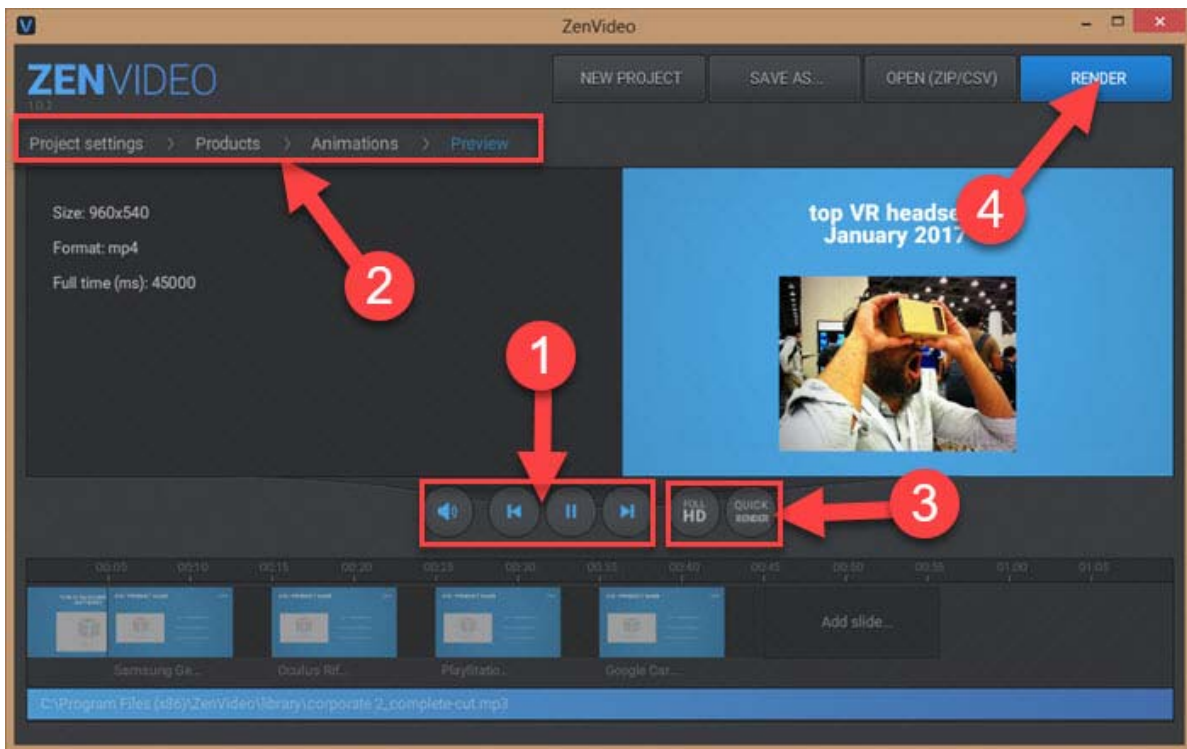 ZenVideo
ZENVIDEO
1.0.2
NEW PROJECT
SAVE AS...
OPEN (ZIP/CSV)
RENDER
Project settings > Products > Animations > Preview
Size: 960x540
Format: mp4
Full time (ms): 45000
top VR
January 2017
4
2
1
3
FULL
HD
QUICK
RENDER
00:05 00:10 00:15 00:20 00:25 00:30 00:35 00:40 00:45 00:50 00:55 01:00 01:05
Add slide...
Samsung Ge...
Oculus Rif...
PlayStatio...
Google Car...
C:\Program Files (x86)\ZenVideo\library\corporate 2_complete-cut.mp3